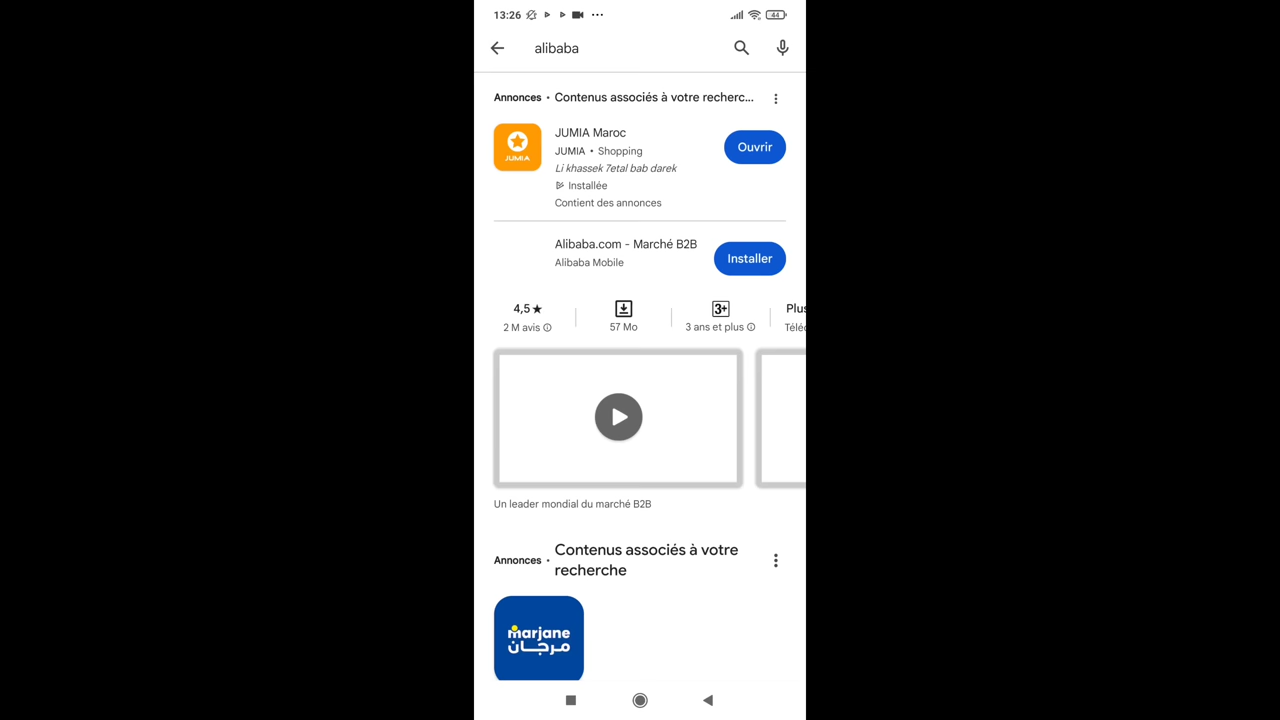 13:26 44
alibaba
Annonces • Contenus associés à votre recherc...
JUMIA Maroc
JUMIA • Shopping
Li khassek 7etal bab darek
Installée
Contient des annonces
Ouvrir
JUMIA
Alibaba.com - Marché B2B
Alibaba Mobile
Installer
4,5★ 3+ Plus
2 M avis 57 Mo 3 ans et plus Téléc
Un leader mondial du marché B2B
Annonces • Contenus associés à votre
recherche
marjane
مرجان